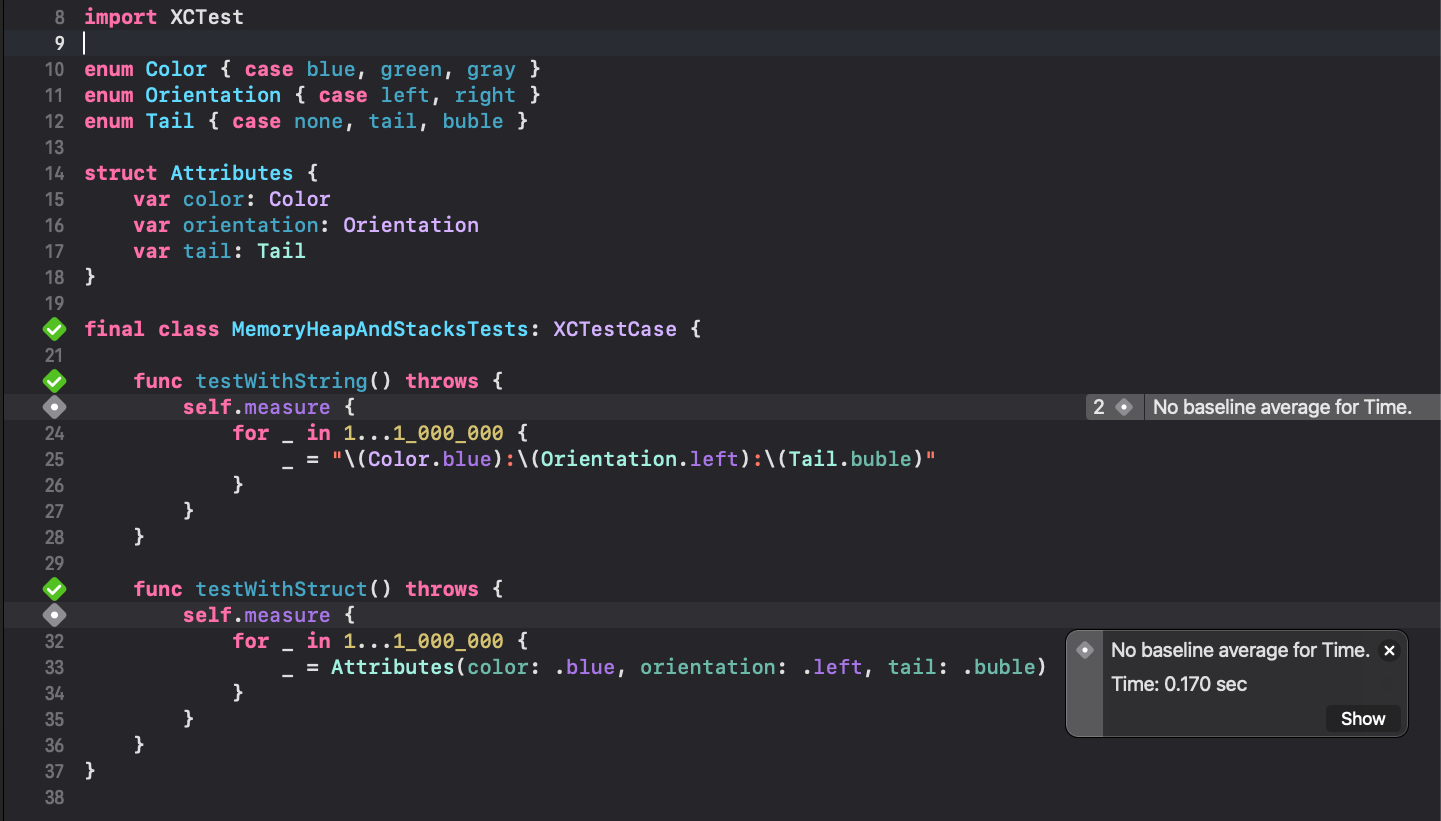 8 import XCTest
9
10 enum Color { case blue, green, gray }
11 enum Orientation { case left, right }
12 enum Tail { case none, tail, buble }
13
14 struct Attributes {
15     var color: Color
16     var orientation: Orientation
17     var tail: Tail
18 }
19
final class MemoryHeapAndStacksTests: XCTestCase {
21
    func testWithString() throws {
        self.measure { 2 No baseline average for Time.
24             for _ in 1...1_000_000 {
25                 _ = "\(Color.blue):\(Orientation.left):\(Tail.buble)"
26             }
27         }
28     }
29
    func testWithStruct() throws {
        self.measure {
32             for _ in 1...1_000_000 {
No baseline average for Time.
33                 _ = Attributes(color: .blue, orientation: .left, tail: .buble)
Time: 0.170 sec
34             }
35         }
Show
36     }
37 }
38